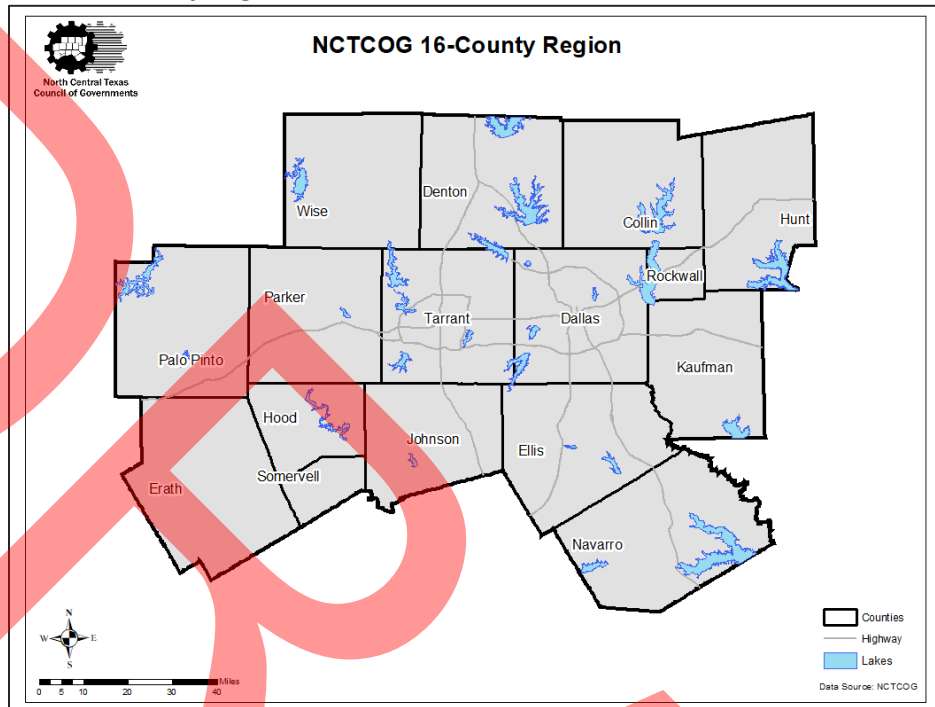 NCTCOG 16-County Region
North Central Texas
Council of Governments
Denton
Wise
Collin
Hunt
Rockwall
Parker
Tarrant
Dallas
Palo Pinto
Kaufman
Hood
Johnson
Ellis
Somervell
Erath
Navarro
N
W E
S
Counties
Highway
Lakes
Miles
0 5 10 20 30 40
Data Source: NCTCOG